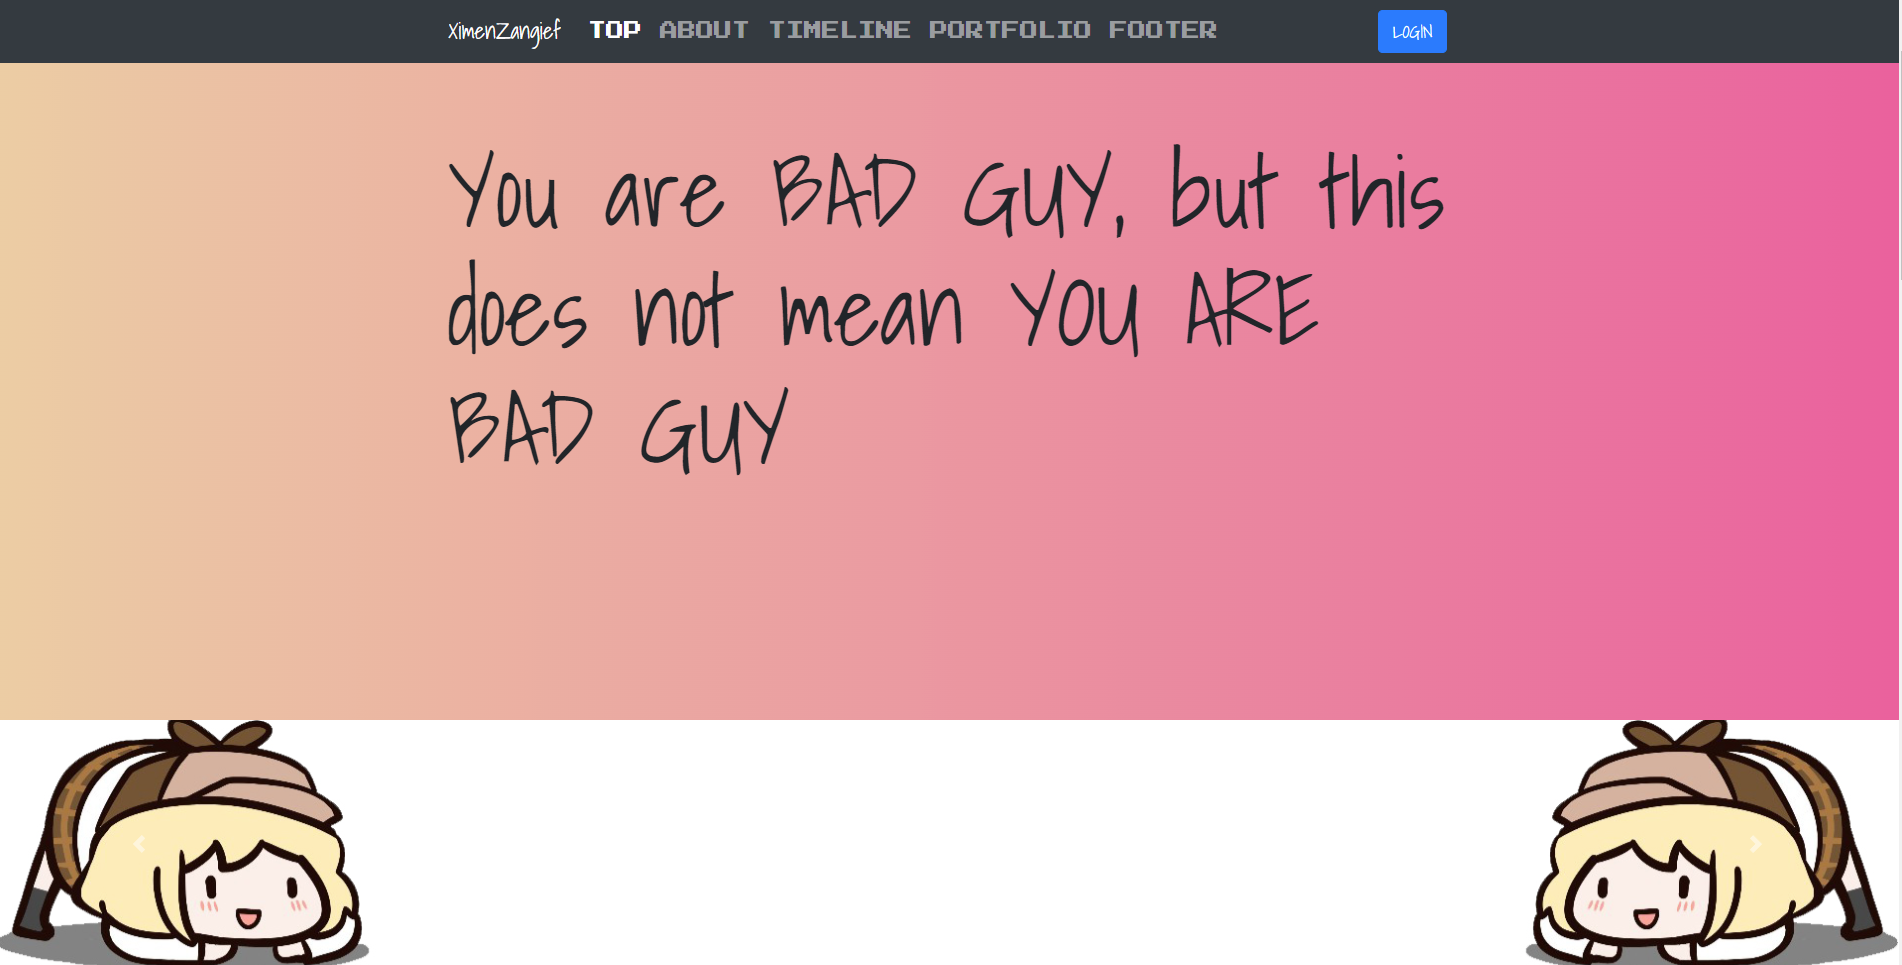 XimenZangief TOP ABOUT TIMELINE PORTFOLIO FOOTER LOGIN
You are BAD GUY, but this
does not mean YOU ARE
BAD GUY